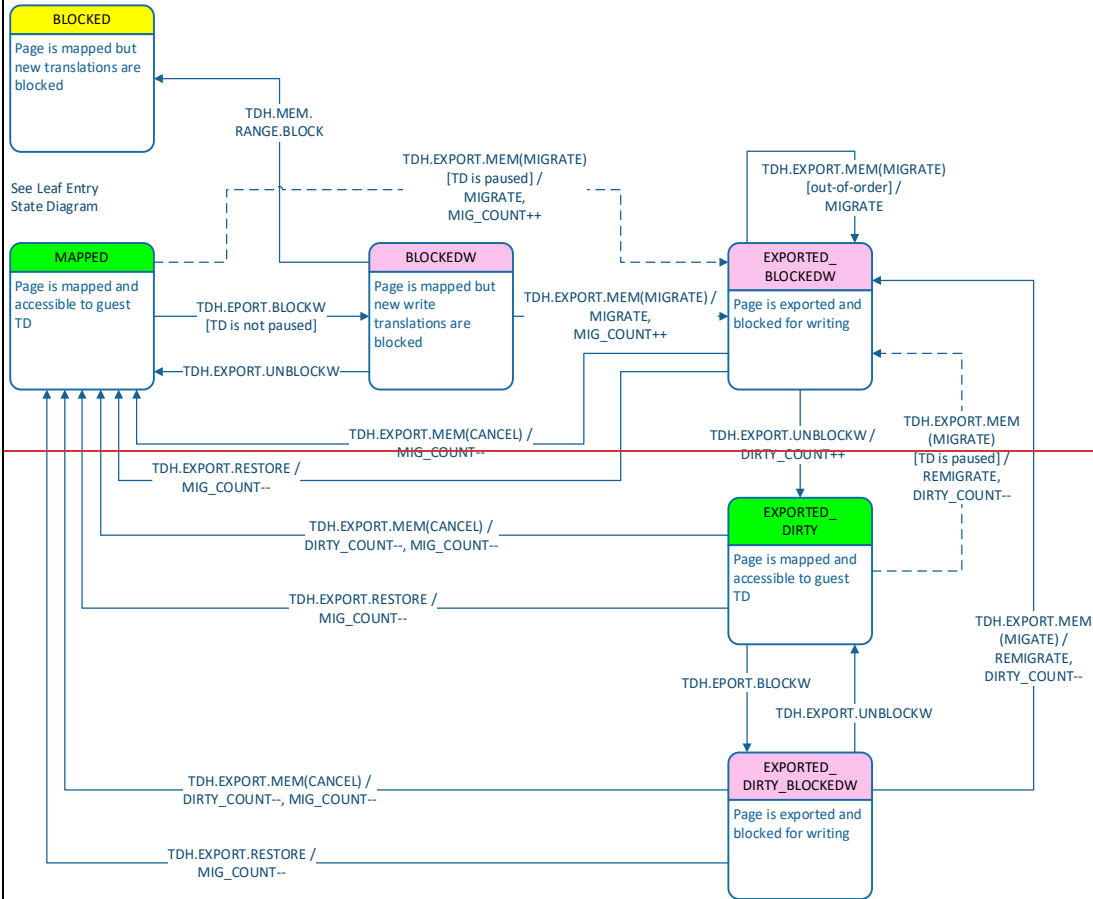 BLOCKED
Page is mapped but
new translations are
blocked
TDH.MEM.
RANGE.BLOCK
See Leaf Entry
State Diagram
TDH.EXPORT.MEM(MIGRATE)
[TD is paused] /
MIGRATE,
MIG_COUNT++
TDH.EXPORT.MEM(MIGRATE)
[out-of-order] /
MIGRATE
MAPPED
Page is mapped and
accessible to guest
TD
TDH.EPORT.BLOCKW
[TD is not paused]
TDH.EXPORT.UNBLOCKW
BLOCKEDW
Page is mapped but
new write
translations are
blocked
TDH.EXPORT.MEM(MIGRATE) /
MIGRATE,
MIG_COUNT++
EXPORTED_
BLOCKEDW
Page is exported and
blocked for writing
TDH.EXPORT.MEM(CANCEL) /
MIG_COUNT--
TDH.EXPORT.RESTORE /
MIG_COUNT--
TDH.EXPORT.UNBLOCKW /
DIRTY_COUNT++
TDH.EXPORT.MEM
(MIGRATE)
[TD is paused] /
REMIGRATE,
DIRTY_COUNT--
EXPORTED_
DIRTY
Page is mapped and
accessible to guest
TD
TDH.EXPORT.MEM(CANCEL) /
DIRTY_COUNT--, MIG_COUNT--
TDH.EXPORT.RESTORE /
MIG_COUNT--
TDH.EXPORT.MEM
(MIGATE) /
REMIGRATE,
DIRTY_COUNT--
TDH.EPORT.BLOCKW
TDH.EXPORT.UNBLOCKW
EXPORTED_
DIRTY_BLOCKEDW
Page is exported and
blocked for writing
TDH.EXPORT.MEM(CANCEL) /
DIRTY_COUNT--, MIG_COUNT--
TDH.EXPORT.RESTORE /
MIG_COUNT--